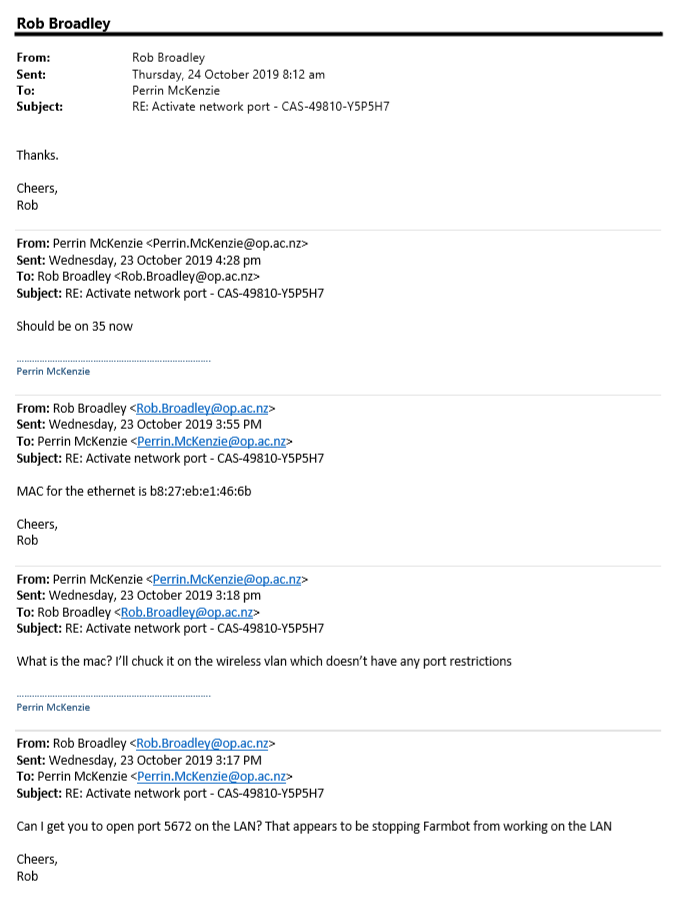 Rob Broadley
From: Rob Broadley
Sent: Thursday, 24 October 2019 8:12 am
To: Perrin McKenzie
Subject: RE: Activate network port - CAS-49810-Y5P5H7
Thanks.
Cheers,
Rob
From: Perrin McKenzie <Perrin.McKenzie@op.ac.nz>
Sent: Wednesday, 23 October 2019 4:28 pm
To: Rob Broadley <Rob.Broadley@op.ac.nz>
Subject: RE: Activate network port - CAS-49810-Y5P5H7
Should be on 35 now
Perrin McKenzie
From: Rob Broadley <Rob.Broadley@op.ac.nz>
Sent: Wednesday, 23 October 2019 3:55 PM
To: Perrin McKenzie <Perrin.McKenzie@op.ac.nz>
Subject: RE: Activate network port - CAS-49810-Y5P5H7
MAC for the ethernet is b8:27:eb:e1:46:6b
Cheers,
Rob
From: Perrin McKenzie <Perrin.McKenzie@op.ac.nz>
Sent: Wednesday, 23 October 2019 3:18 pm
To: Rob Broadley <Rob.Broadley@op.ac.nz>
Subject: RE: Activate network port - CAS-49810-Y5P5H7
What is the mac? I’ll chuck it on the wireless vlan which doesn’t have any port restrictions
Perrin McKenzie
From: Rob Broadley <Rob.Broadley@op.ac.nz>
Sent: Wednesday, 23 October 2019 3:17 PM
To: Perrin McKenzie <Perrin.McKenzie@op.ac.nz>
Subject: RE: Activate network port - CAS-49810-Y5P5H7
Can I get you to open port 5672 on the LAN? That appears to be stopping Farmbot from working on the LAN
Cheers,
Rob